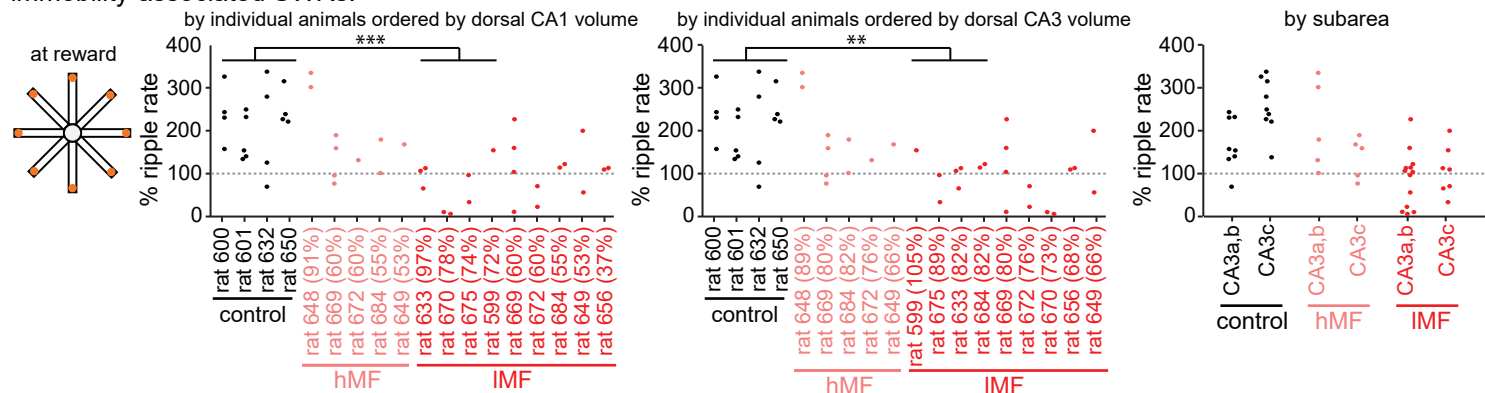 by individual animals ordered by dorsal CA1 volume
by individual animals ordered by dorsal CA3 volume
by subarea
at reward
% ripple rate
400
300
200
100
0
***
rat 600
rat 601
rat 632
rat 650
rat 648 (91%)
rat 669 (60%)
rat 672 (60%)
rat 684 (55%)
rat 649 (53%)
rat 633 (97%)
rat 670 (78%)
rat 675 (74%)
rat 599 (72%)
rat 669 (60%)
rat 672 (60%)
rat 684 (55%)
rat 649 (53%)
rat 656 (37%)
control
hMF
lMF
% ripple rate
400
300
200
100
0
**
rat 600
rat 601
rat 632
rat 650
rat 648 (89%)
rat 669 (80%)
rat 684 (82%)
rat 672 (76%)
rat 649 (66%)
rat 599 (105%)
rat 675 (89%)
rat 633 (82%)
rat 684 (82%)
rat 669 (80%)
rat 672 (76%)
rat 670 (73%)
rat 656 (68%)
rat 649 (66%)
control
hMF
lMF
% ripple rate
400
300
200
100
0
CA3a,b
CA3c
CA3a,b
CA3c
CA3a,b
CA3c
control
hMF
lMF